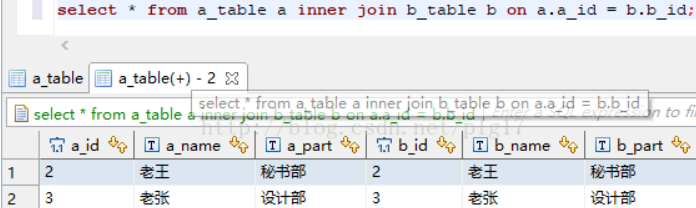 select * from a_table a inner join b_table b on a.a_id = b.b_id;
a_table a_table(+) - 2
select * from a_table a inner join b_table b on a.a_id = b.b_id
select * from a_table a inner join b_table b on a.a_id = b.b_id Enter a SQL expression to fil
http://blog.csdn.net/plg17
a_id a_name a_part b_id b_name b_part
1 2 老王 秘书部 2 老王 秘书部
2 3 老张 设计部 3 老张 设计部